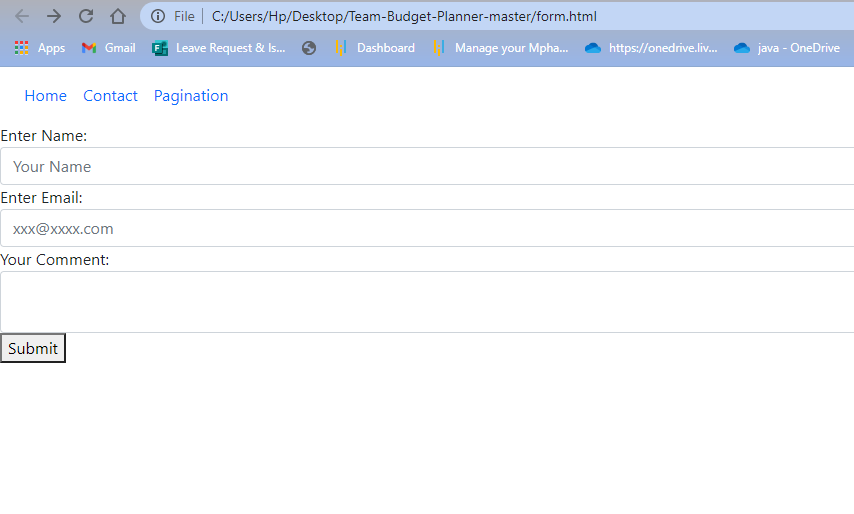 File | C:/Users/Hp/Desktop/Team-Budget-Planner-master/form.html
Apps Gmail Leave Request & Is... Dashboard Manage your Mpha... https://onedrive.liv... java - OneDrive
Home Contact Pagination
Enter Name:
Your Name
Enter Email:
xxx@xxxx.com
Your Comment:
Submit